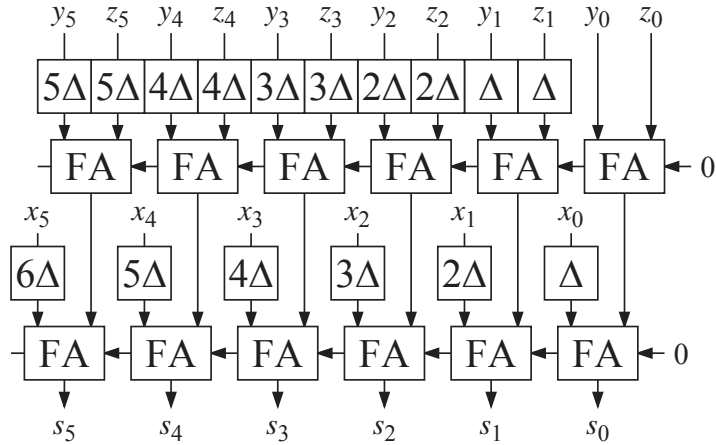 y₅ z₅ y₄ z₄ y₃ z₃ y₂ z₂ y₁ z₁ y₀ z₀
5Δ 5Δ 4Δ 4Δ 3Δ 3Δ 2Δ 2Δ Δ Δ
FA FA FA FA FA FA 0
x₅ x₄ x₃ x₂ x₁ x₀
6Δ 5Δ 4Δ 3Δ 2Δ Δ
FA FA FA FA FA FA 0
s₅ s₄ s₃ s₂ s₁ s₀